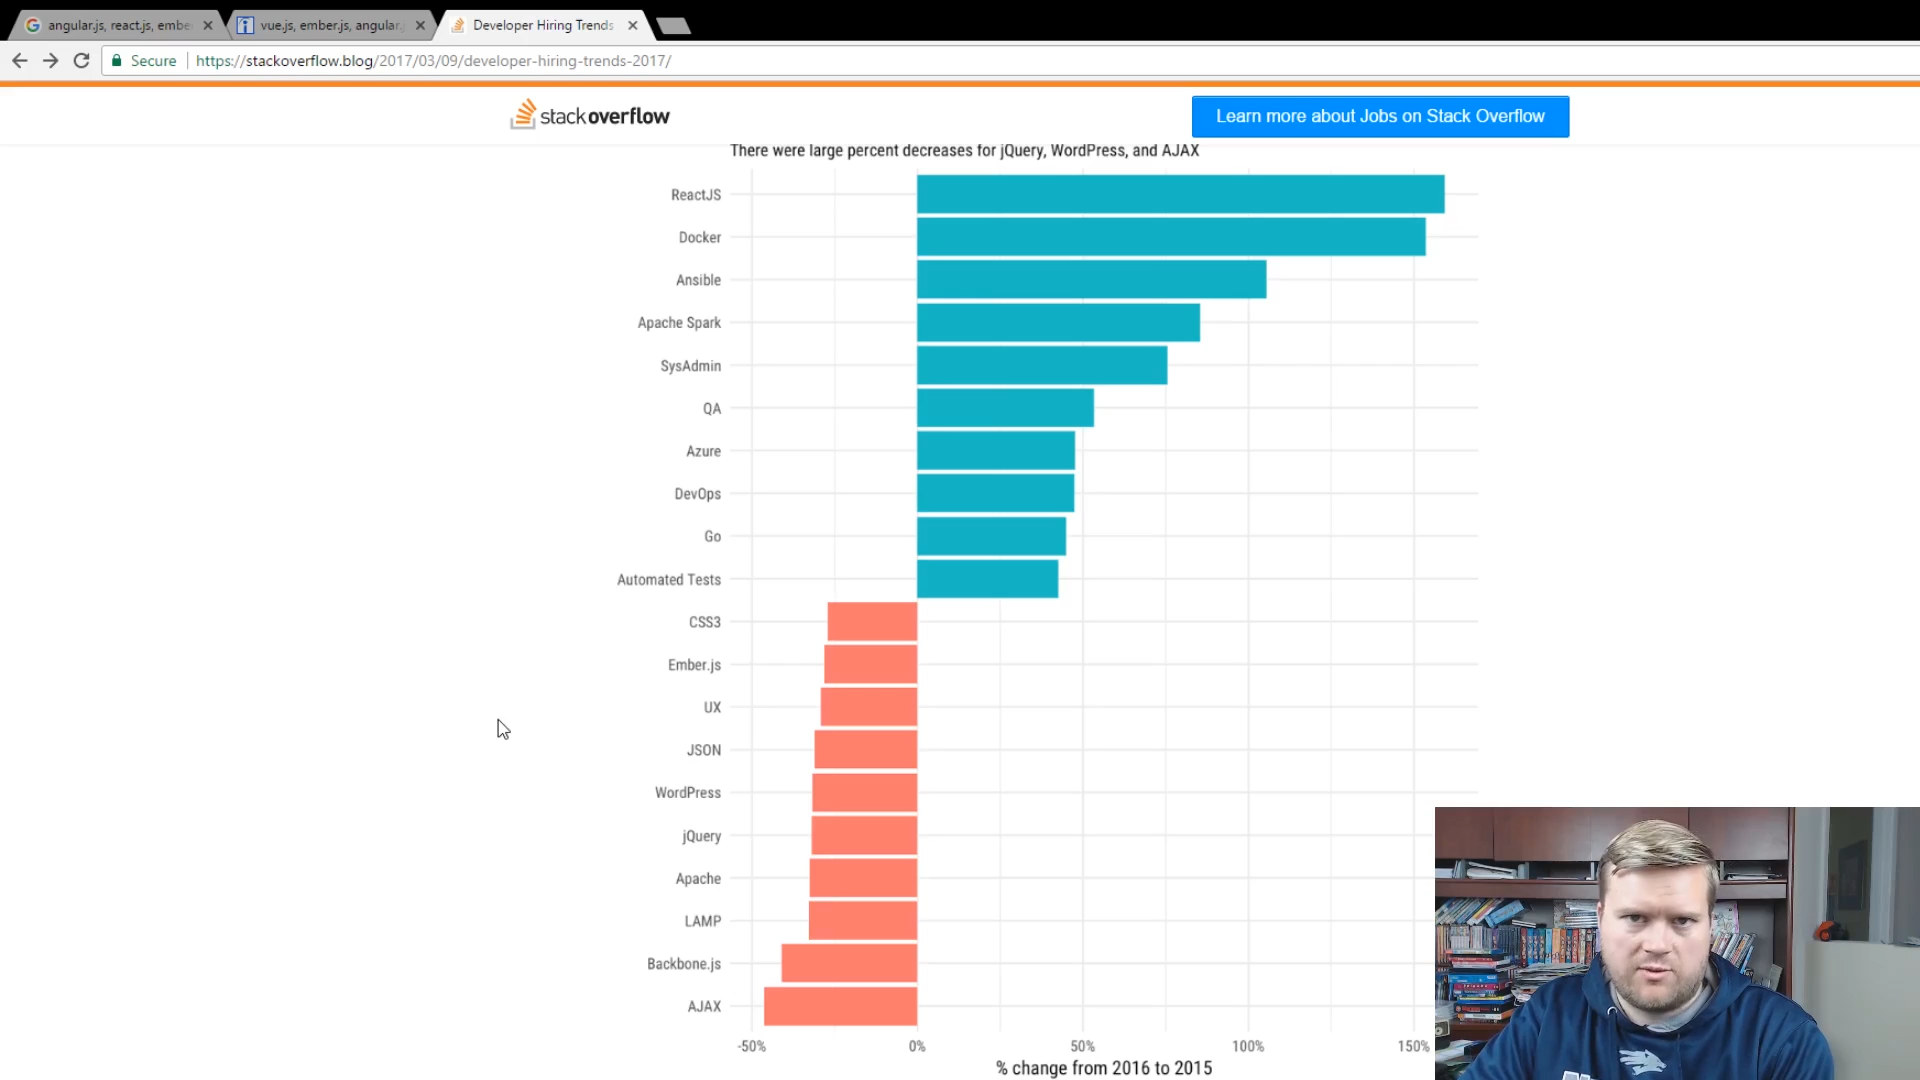 angular.js, react.js, ember
vue.js, ember.js, angular.j
Developer Hiring Trends
Secure
https://stackoverflow.blog/2017/03/09/developer-hiring-trends-2017/
stackoverflow
Learn more about Jobs on Stack Overflow
There were large percent decreases for jQuery, WordPress, and AJAX
ReactJS
Docker
Ansible
Apache Spark
SysAdmin
QA
Azure
DevOps
Go
Automated Tests
CSS3
Ember.js
UX
JSON
WordPress
jQuery
Apache
LAMP
Backbone.js
AJAX
-50% 0% 50% 100% 150%
% change from 2016 to 2015